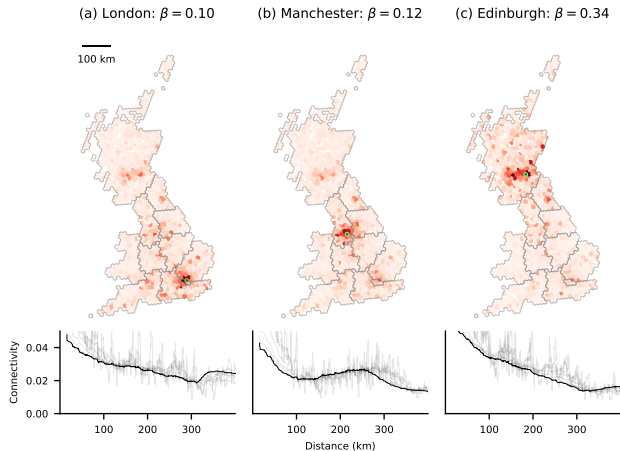 (a) London: β = 0.10
(b) Manchester: β = 0.12
(c) Edinburgh: β = 0.34
100 km
Connectivity
0.04
0.02
0.00
100 200 300
100 200 300
100 200 300
Distance (km)